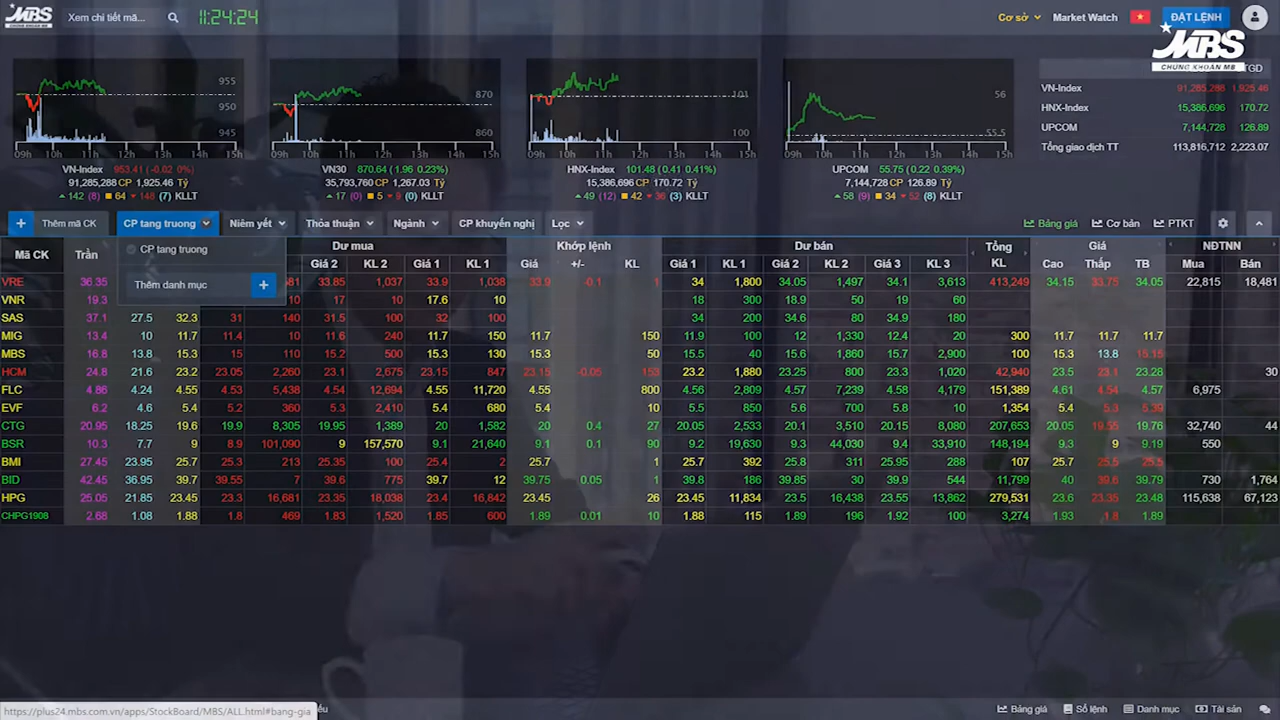 MBS
CHỨNG KHOÁN MB
Xem chi tiết mã...
11:24:24
Cơ sở
Market Watch
ĐẶT LỆNH
MBS
CHỨNG KHOÁN MB
TGD
955
950
945
09h 10h 11h 12h 13h 14h 15h
VN-Index 953.41 (-0.02 0%)
91,285,288 CP 1,925.46 Tỷ
142 (8) 64 148 (7) KLLT
870
860
09h 10h 11h 12h 13h 14h 15h
VN30 870.64 (1.96 0.23%)
35,793,760 CP 1,267.03 Tỷ
17 (0) 5 9 (0) KLLT
101
100
09h 10h 11h 12h 13h 14h 15h
HNX-Index 101.48 (0.41 0.41%)
15,386,696 CP 170.72 Tỷ
49 (12) 42 36 (3) KLLT
56
55.5
09h 10h 11h 12h 13h 14h 15h
UPCOM 55.75 (0.22 0.39%)
7,144,728 CP 126.89 Tỷ
58 (9) 34 52 (8) KLLT
VN-Index 91,285,288 1,925.46
HNX-Index 15,386,696 170.72
UPCOM 7,144,728 126.89
Tổng giao dịch TT 113,816,712 2,223.07
+ Thêm mã CK CP tang truong Niêm yết Thỏa thuận Ngành CP khuyến nghị Lọc Bảng giá Cơ bản PTKT
CP tang truong
Thêm danh mục +
Mã CK Trần Dư mua Khớp lệnh Dư bán Tổng KL Giá NĐTNN
Giá 2 KL 2 Giá 1 KL 1 Giá +/- KL Giá 1 KL 1 Giá 2 KL 2 Giá 3 KL 3 Cao Thấp TB Mua Bán
VRE 36.35 33.85 1,037 33.9 1,038 33.9 -0.1 1 34 1,800 34.05 1,497 34.1 3,613 413,249 34.15 33.75 34.05 22,815 18,481
VNR 19.3 10 17 10 17.6 10 18 300 18.9 50 19 60
SAS 37.1 27.5 32.3 31 140 31.5 100 32 100 34 200 34.6 80 34.9 180
MIG 13.4 10 11.7 11.4 10 11.6 240 11.7 150 11.7 150 11.9 100 12 1,330 12.4 20 300 11.7 11.7 11.7
MBS 16.8 13.8 15.3 15 110 15.2 500 15.3 130 15.3 50 15.5 40 15.6 1,860 15.7 2,900 100 15.3 13.8 15.15
HCM 24.8 21.6 23.2 23.05 2,260 23.1 2,675 23.15 847 23.15 -0.05 153 23.2 1,880 23.25 800 23.3 1,020 42,940 23.5 23.1 23.28 30
FLC 4.86 4.24 4.55 4.53 5,438 4.54 12,694 4.55 11,720 4.55 800 4.56 2,809 4.57 7,239 4.58 4,179 151,389 4.61 4.54 4.57 6,975
EVF 6.2 4.6 5.4 5.2 360 5.3 2,410 5.4 680 5.4 10 5.5 850 5.6 700 5.8 10 1,354 5.4 5.3 5.39
CTG 20.95 18.25 19.6 19.9 8,305 19.95 1,389 20 1,582 20 0.4 27 20.05 2,533 20.1 3,510 20.15 8,080 207,653 20.05 19.55 19.76 32,740 44
BSR 10.3 7.7 9 8.9 101,090 9 157,570 9.1 21,640 9.1 0.1 90 9.2 19,630 9.3 44,030 9.4 33,910 148,194 9.3 9 9.19 550
BMI 27.45 23.95 25.7 25.3 213 25.35 100 25.4 2 25.7 1 25.7 392 25.8 311 25.95 288 107 25.7 25.5 25.5
BID 42.45 36.95 39.7 39.55 7 39.6 775 39.7 12 39.75 0.05 1 39.8 186 39.85 30 39.9 544 11,799 40 39.6 39.79 730 1,764
HPG 25.05 21.85 23.45 23.3 16,681 23.35 18,038 23.4 16,842 23.45 26 23.45 11,834 23.5 16,438 23.55 13,862 279,531 23.6 23.35 23.48 115,638 67,123
CHPG1908 2.68 1.08 1.88 1.8 469 1.83 1,520 1.85 600 1.89 0.01 10 1.88 115 1.89 196 1.92 100 3,274 1.93 1.8 1.89
https://plus24.mbs.com.vn/apps/StockBoard/MBS/ALL.html#bang-gia
Bảng giá Sổ lệnh Danh mục Tài sản